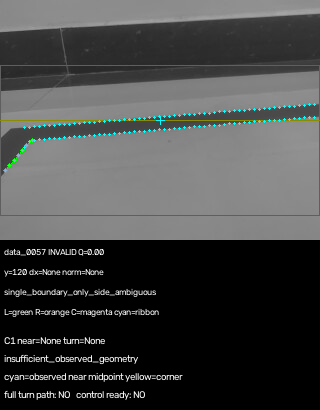 data_0057 INVALID Q=0.00
y=120 dx=None norm=None
single_boundary_only_side_ambiguous
L=green R=orange C=magenta cyan=ribbon
C1 near=None turn=None
insufficient_observed_geometry
cyan=observed near midpoint yellow=corner
full turn path: NO control ready: NO